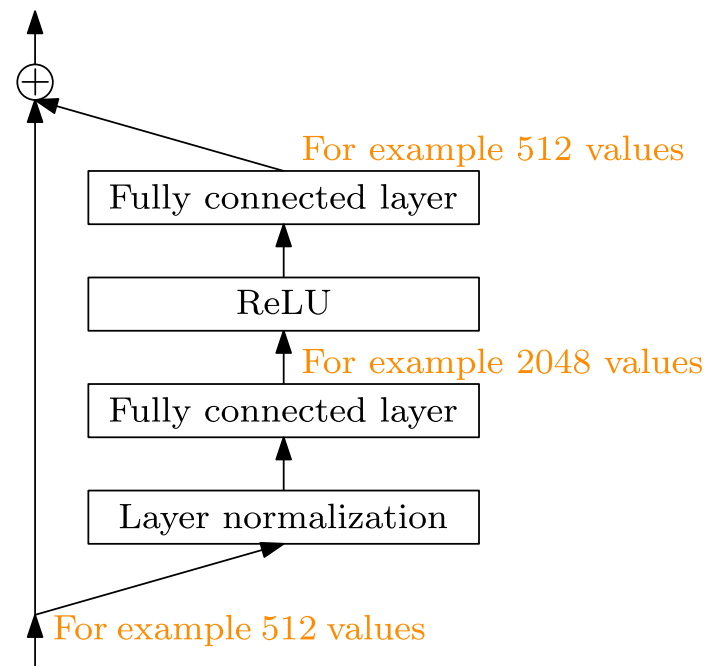 For example 512 values
Fully connected layer
ReLU
For example 2048 values
Fully connected layer
Layer normalization
For example 512 values